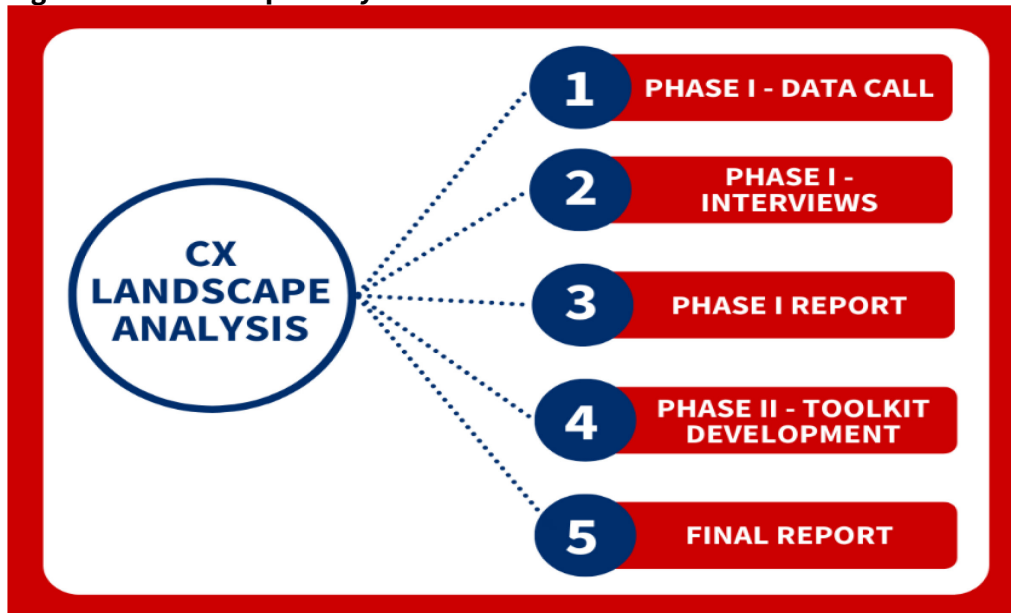 CX
LANDSCAPE
ANALYSIS
1
PHASE I - DATA CALL
2
PHASE I -
INTERVIEWS
3
PHASE I REPORT
4
PHASE II - TOOLKIT
DEVELOPMENT
5
FINAL REPORT